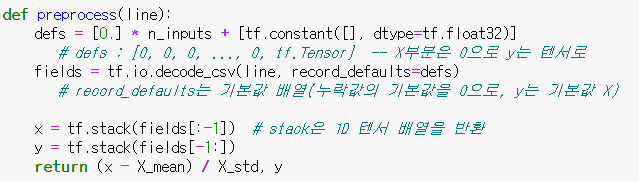 def preprocess(line):
    defs = [0.] * n_inputs + [tf.constant([], dtype=tf.float32)]
        # defs : [0, 0, 0, ..., 0, tf.Tensor]  -- X부분은 0으로 y는 텐서로
    fields = tf.io.decode_csv(line, record_defaults=defs)
        # record_defaults는 기본값 배열(누락값의 기본값을 0으로, y는 기본값 X)
    x = tf.stack(fields[:-1])  # stack은 1D 텐서 배열을 반환
    y = tf.stack(fields[-1:])
    return (x - X_mean) / X_std, y